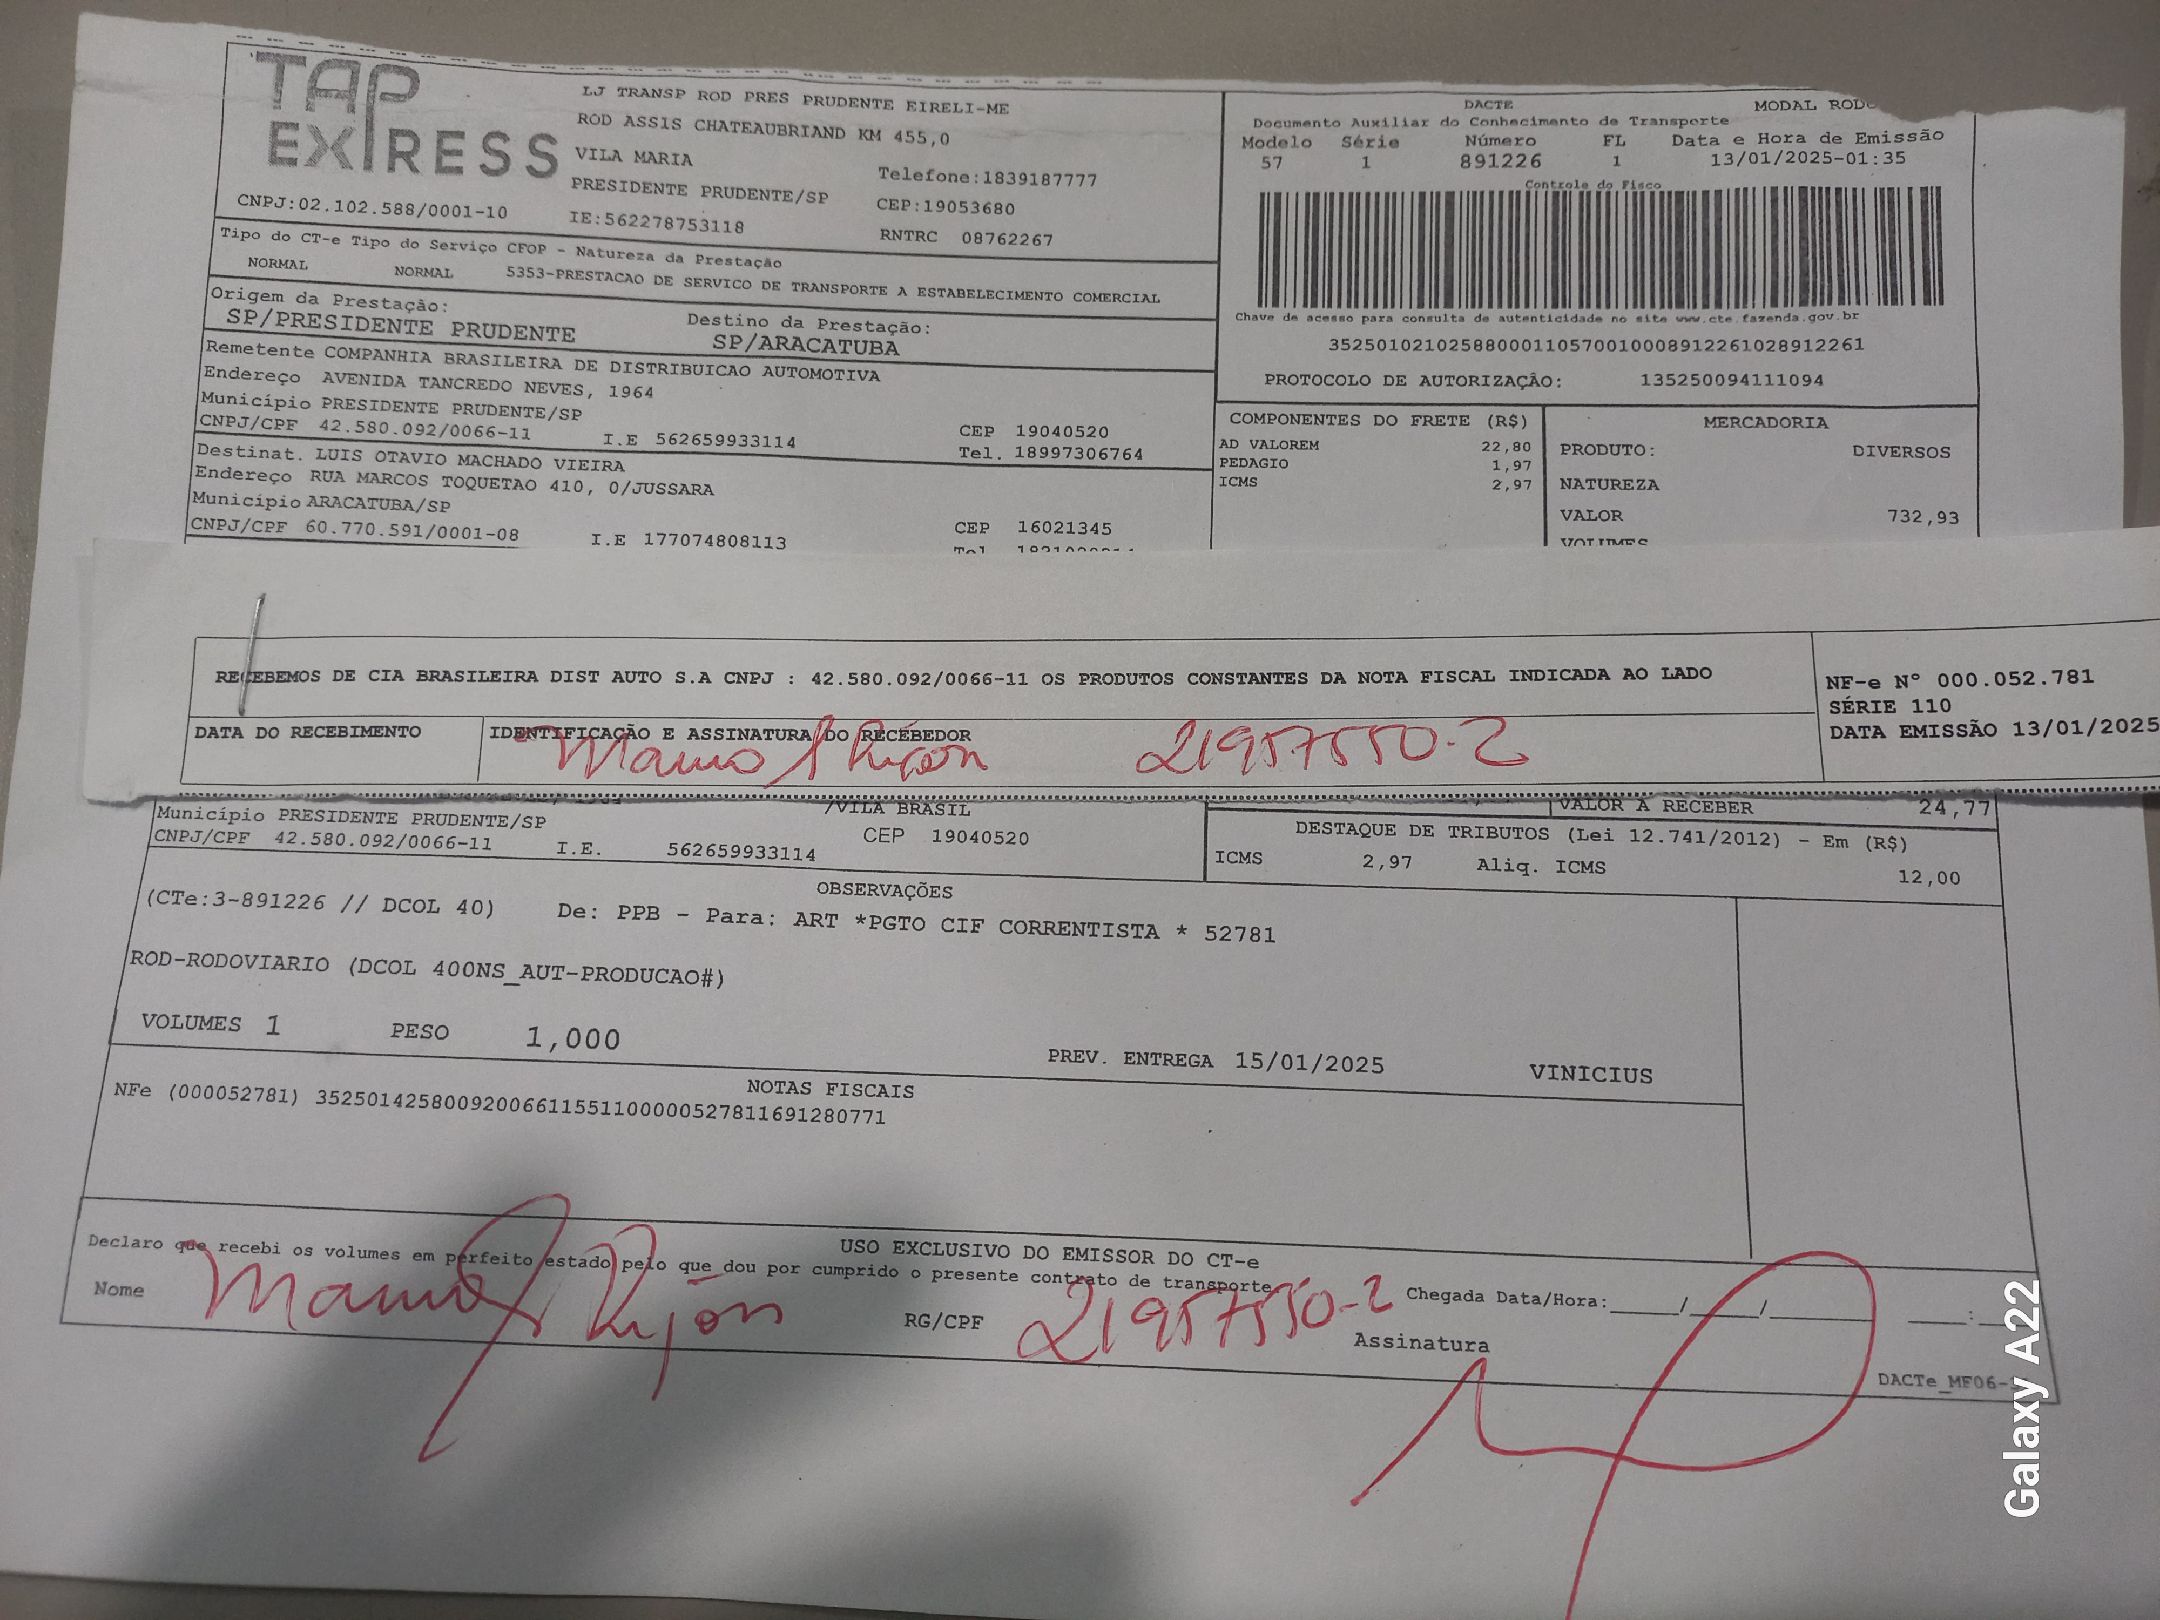 TAP
EXPRESS
LJ TRANSP ROD PRES PRUDENTE EIRELI-ME
ROD ASSIS CHATEAUBRIAND KM 455,0
VILA MARIA
Telefone:1839187777
PRESIDENTE PRUDENTE/SP
CEP:19053680
CNPJ:02.102.588/0001-10
IE:562278753118
RNTRC 08762267
Tipo do CT-e Tipo do Serviço CFOP - Natureza da Prestação
NORMAL NORMAL 5353-PRESTACAO DE SERVICO DE TRANSPORTE A ESTABELECIMENTO COMERCIAL
Origem da Prestação: Destino da Prestação:
SP/PRESIDENTE PRUDENTE SP/ARACATUBA
Remetente COMPANHIA BRASILEIRA DE DISTRIBUICAO AUTOMOTIVA
Endereço AVENIDA TANCREDO NEVES, 1964
Município PRESIDENTE PRUDENTE/SP CEP 19040520
CNPJ/CPF 42.580.092/0066-11 I.E 562659933114 Tel. 18997306764
Destinat. LUIS OTAVIO MACHADO VIEIRA
Endereço RUA MARCOS TOQUETAO 410, 0/JUSSARA
Município ARACATUBA/SP CEP 16021345
CNPJ/CPF 60.770.591/0001-08 I.E 177074808113 Tel
DACTE MODAL
Documento Auxiliar do Conhecimento de Transporte
Modelo Série Número FL Data e Hora de Emissão
57 1 891226 1 13/01/2025-01:35
Controle do Fisco
Chave de acesso para consulta de autenticidade no site www.cte.fazenda.gov.br
35250102102588000110570010008912261028912261
PROTOCOLO DE AUTORIZAÇÃO: 135250094111094
COMPONENTES DO FRETE (R$) MERCADORIA
AD VALOREM 22,80 PRODUTO: DIVERSOS
PEDAGIO 1,97
ICMS 2,97 NATUREZA
VALOR 732,93
VOLUMES
RECEBEMOS DE CIA BRASILEIRA DIST AUTO S.A CNPJ : 42.580.092/0066-11 OS PRODUTOS CONSTANTES DA NOTA FISCAL INDICADA AO LADO
NF-e Nº 000.052.781
SÉRIE 110
DATA EMISSÃO 13/01/2025
DATA DO RECEBIMENTO IDENTIFICAÇÃO E ASSINATURA DO RECEBEDOR
21957550-2
/VILA BRASIL VALOR A RECEBER 24,77
Município PRESIDENTE PRUDENTE/SP CEP 19040520
CNPJ/CPF 42.580.092/0066-11 I.E. 562659933114
DESTAQUE DE TRIBUTOS (Lei 12.741/2012) - Em (R$)
ICMS 2,97 Aliq. ICMS 12,00
OBSERVAÇÕES
(CTe:3-891226 // DCOL 40) De: PPB - Para: ART *PGTO CIF CORRENTISTA * 52781
ROD-RODOVIARIO (DCOL 400NS_AUT-PRODUCAO#)
VOLUMES 1 PESO 1,000 PREV. ENTREGA 15/01/2025 VINICIUS
NOTAS FISCAIS
NFe (000052781) 35250142580092006611551100000527811691280771
USO EXCLUSIVO DO EMISSOR DO CT-e
Declaro que recebi os volumes em perfeito estado pelo que dou por cumprido o presente contrato de transporte
Nome RG/CPF 21957550-2 Chegada Data/Hora:_____/_____/________ ____:
Assinatura
DACTe_MF06-
Galaxy A22